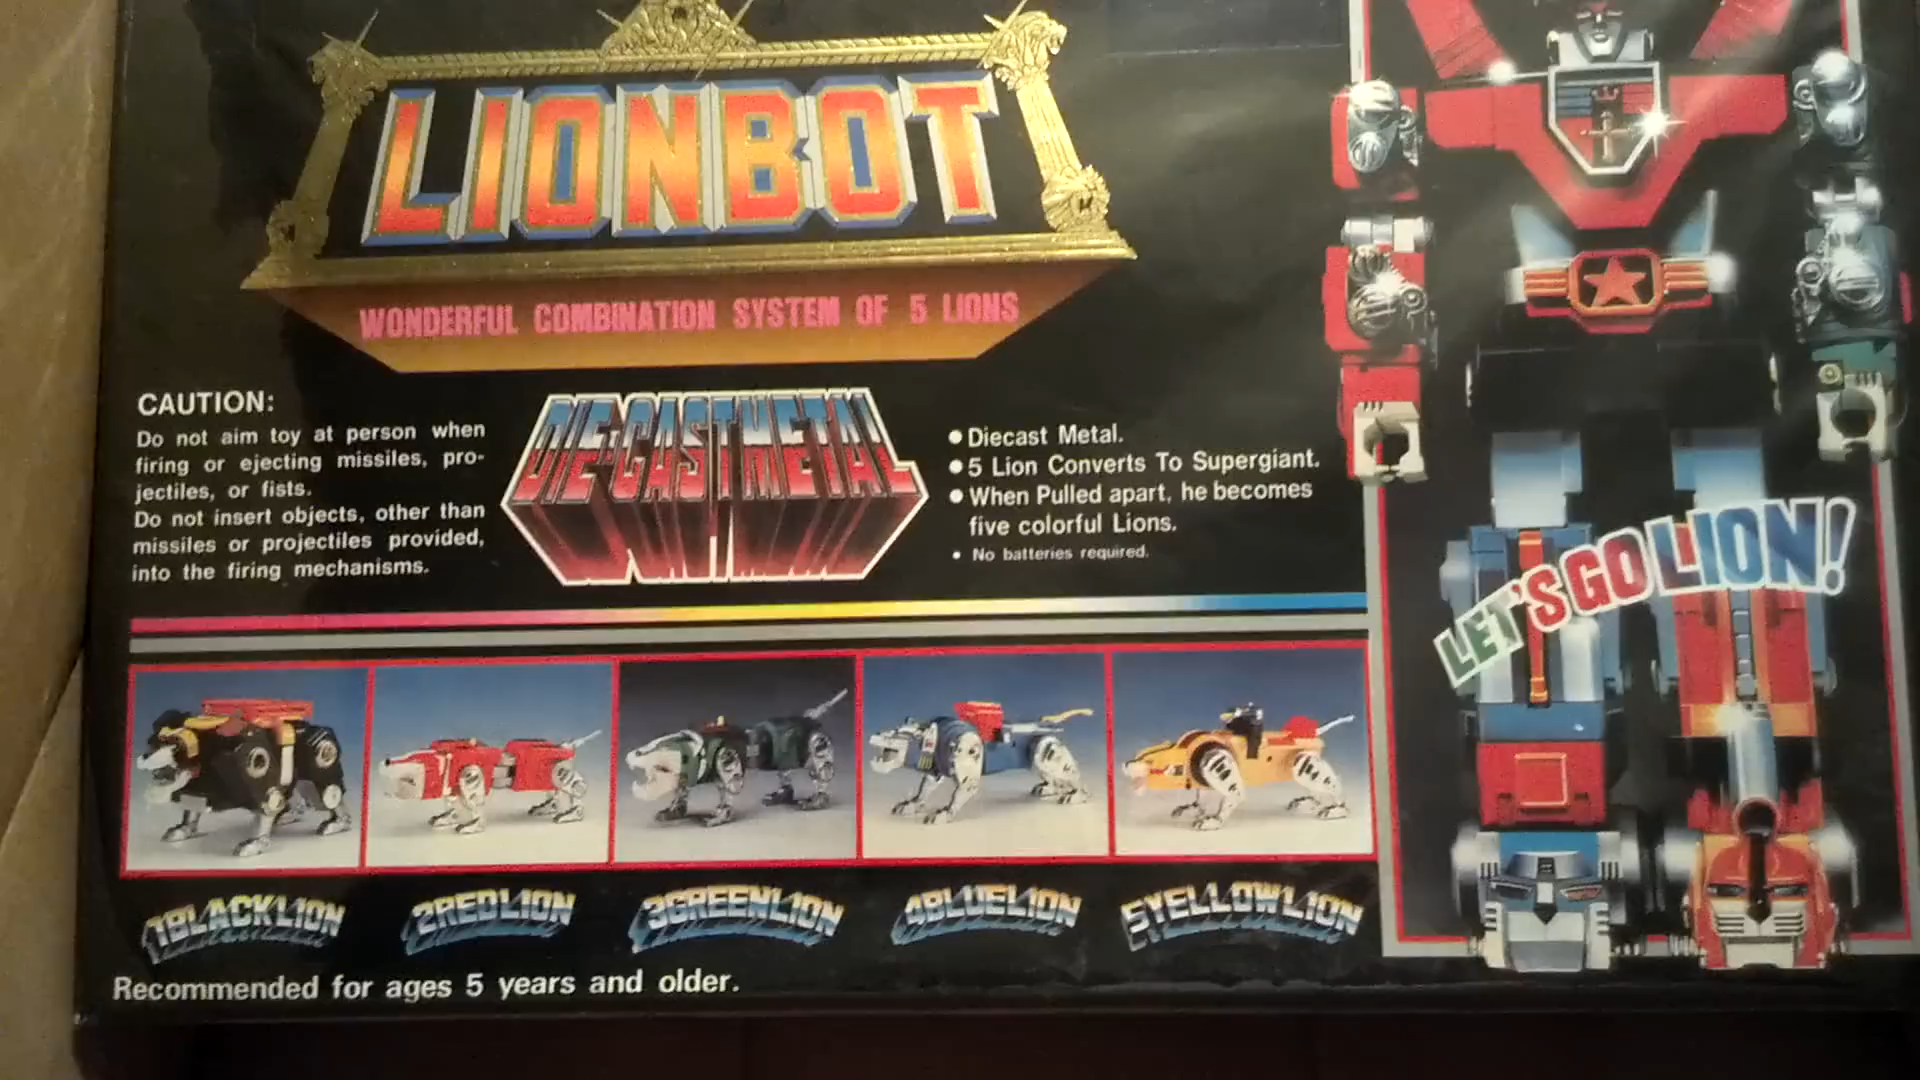 LIONBOT
WONDERFUL COMBINATION SYSTEM OF 5 LIONS
CAUTION:
Do not aim toy at person when
firing or ejecting missiles, pro-
jectiles, or fists.
Do not insert objects, other than
missiles or projectiles provided,
into the firing mechanisms.
DIE-CAST METAL
● Diecast Metal.
● 5 Lion Converts To Supergiant.
● When Pulled apart, he becomes
five colorful Lions.
• No batteries required.
LET'S GO LION!
1BLACKLION
2REDLION
3GREENLION
4BLUELION
5YELLOWLION
Recommended for ages 5 years and older.